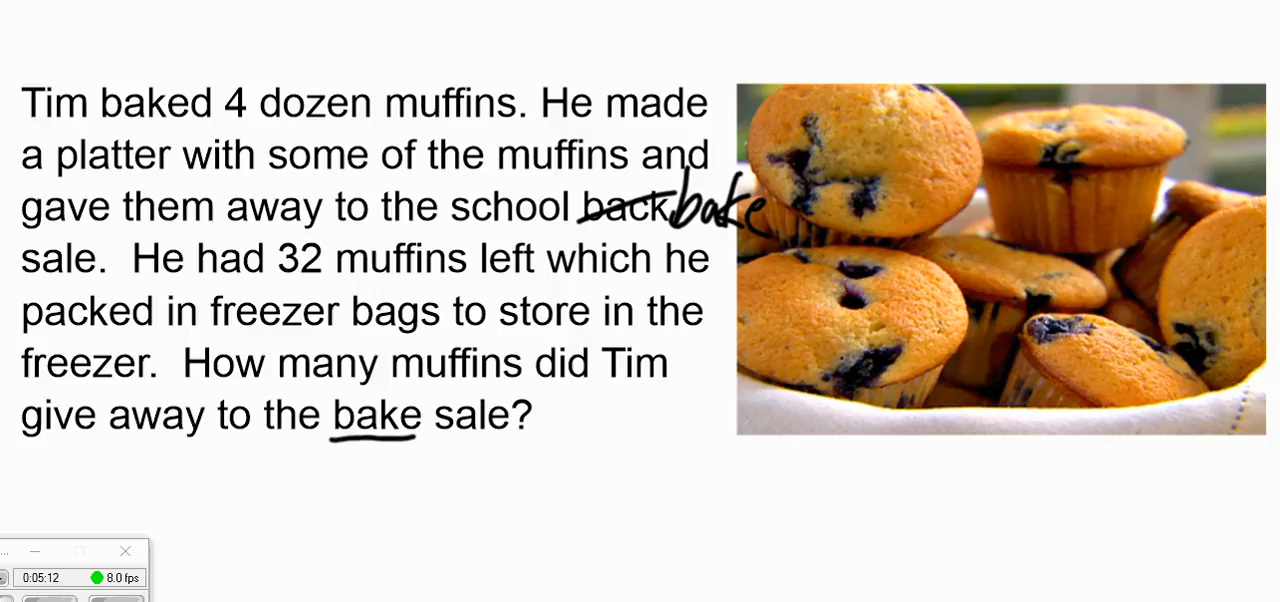 Tim baked 4 dozen muffins. He made
a platter with some of the muffins and
gave them away to the school back bake
sale. He had 32 muffins left which he
packed in freezer bags to store in the
freezer. How many muffins did Tim
give away to the bake sale?
...
0:05:12 8.0 fps